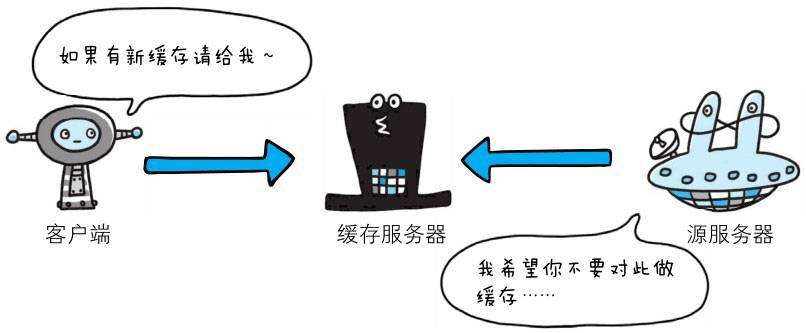 如果有新缓存请给我～
客户端
缓存服务器
源服务器
我希望你不要对此做
缓存……